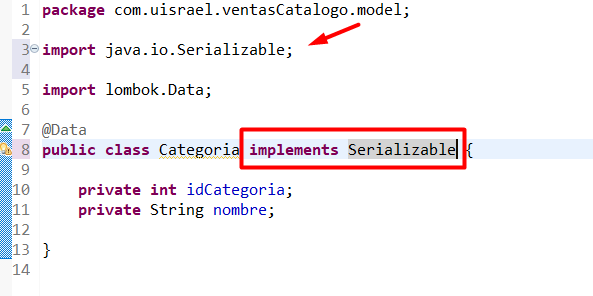 1 package com.uisrael.ventasCatalogo.model;
2
3 import java.io.Serializable;
4
5 import lombok.Data;
6
7 @Data
8 public class Categoria implements Serializable {
9
10 private int idCategoria;
11 private String nombre;
12
13 }
14